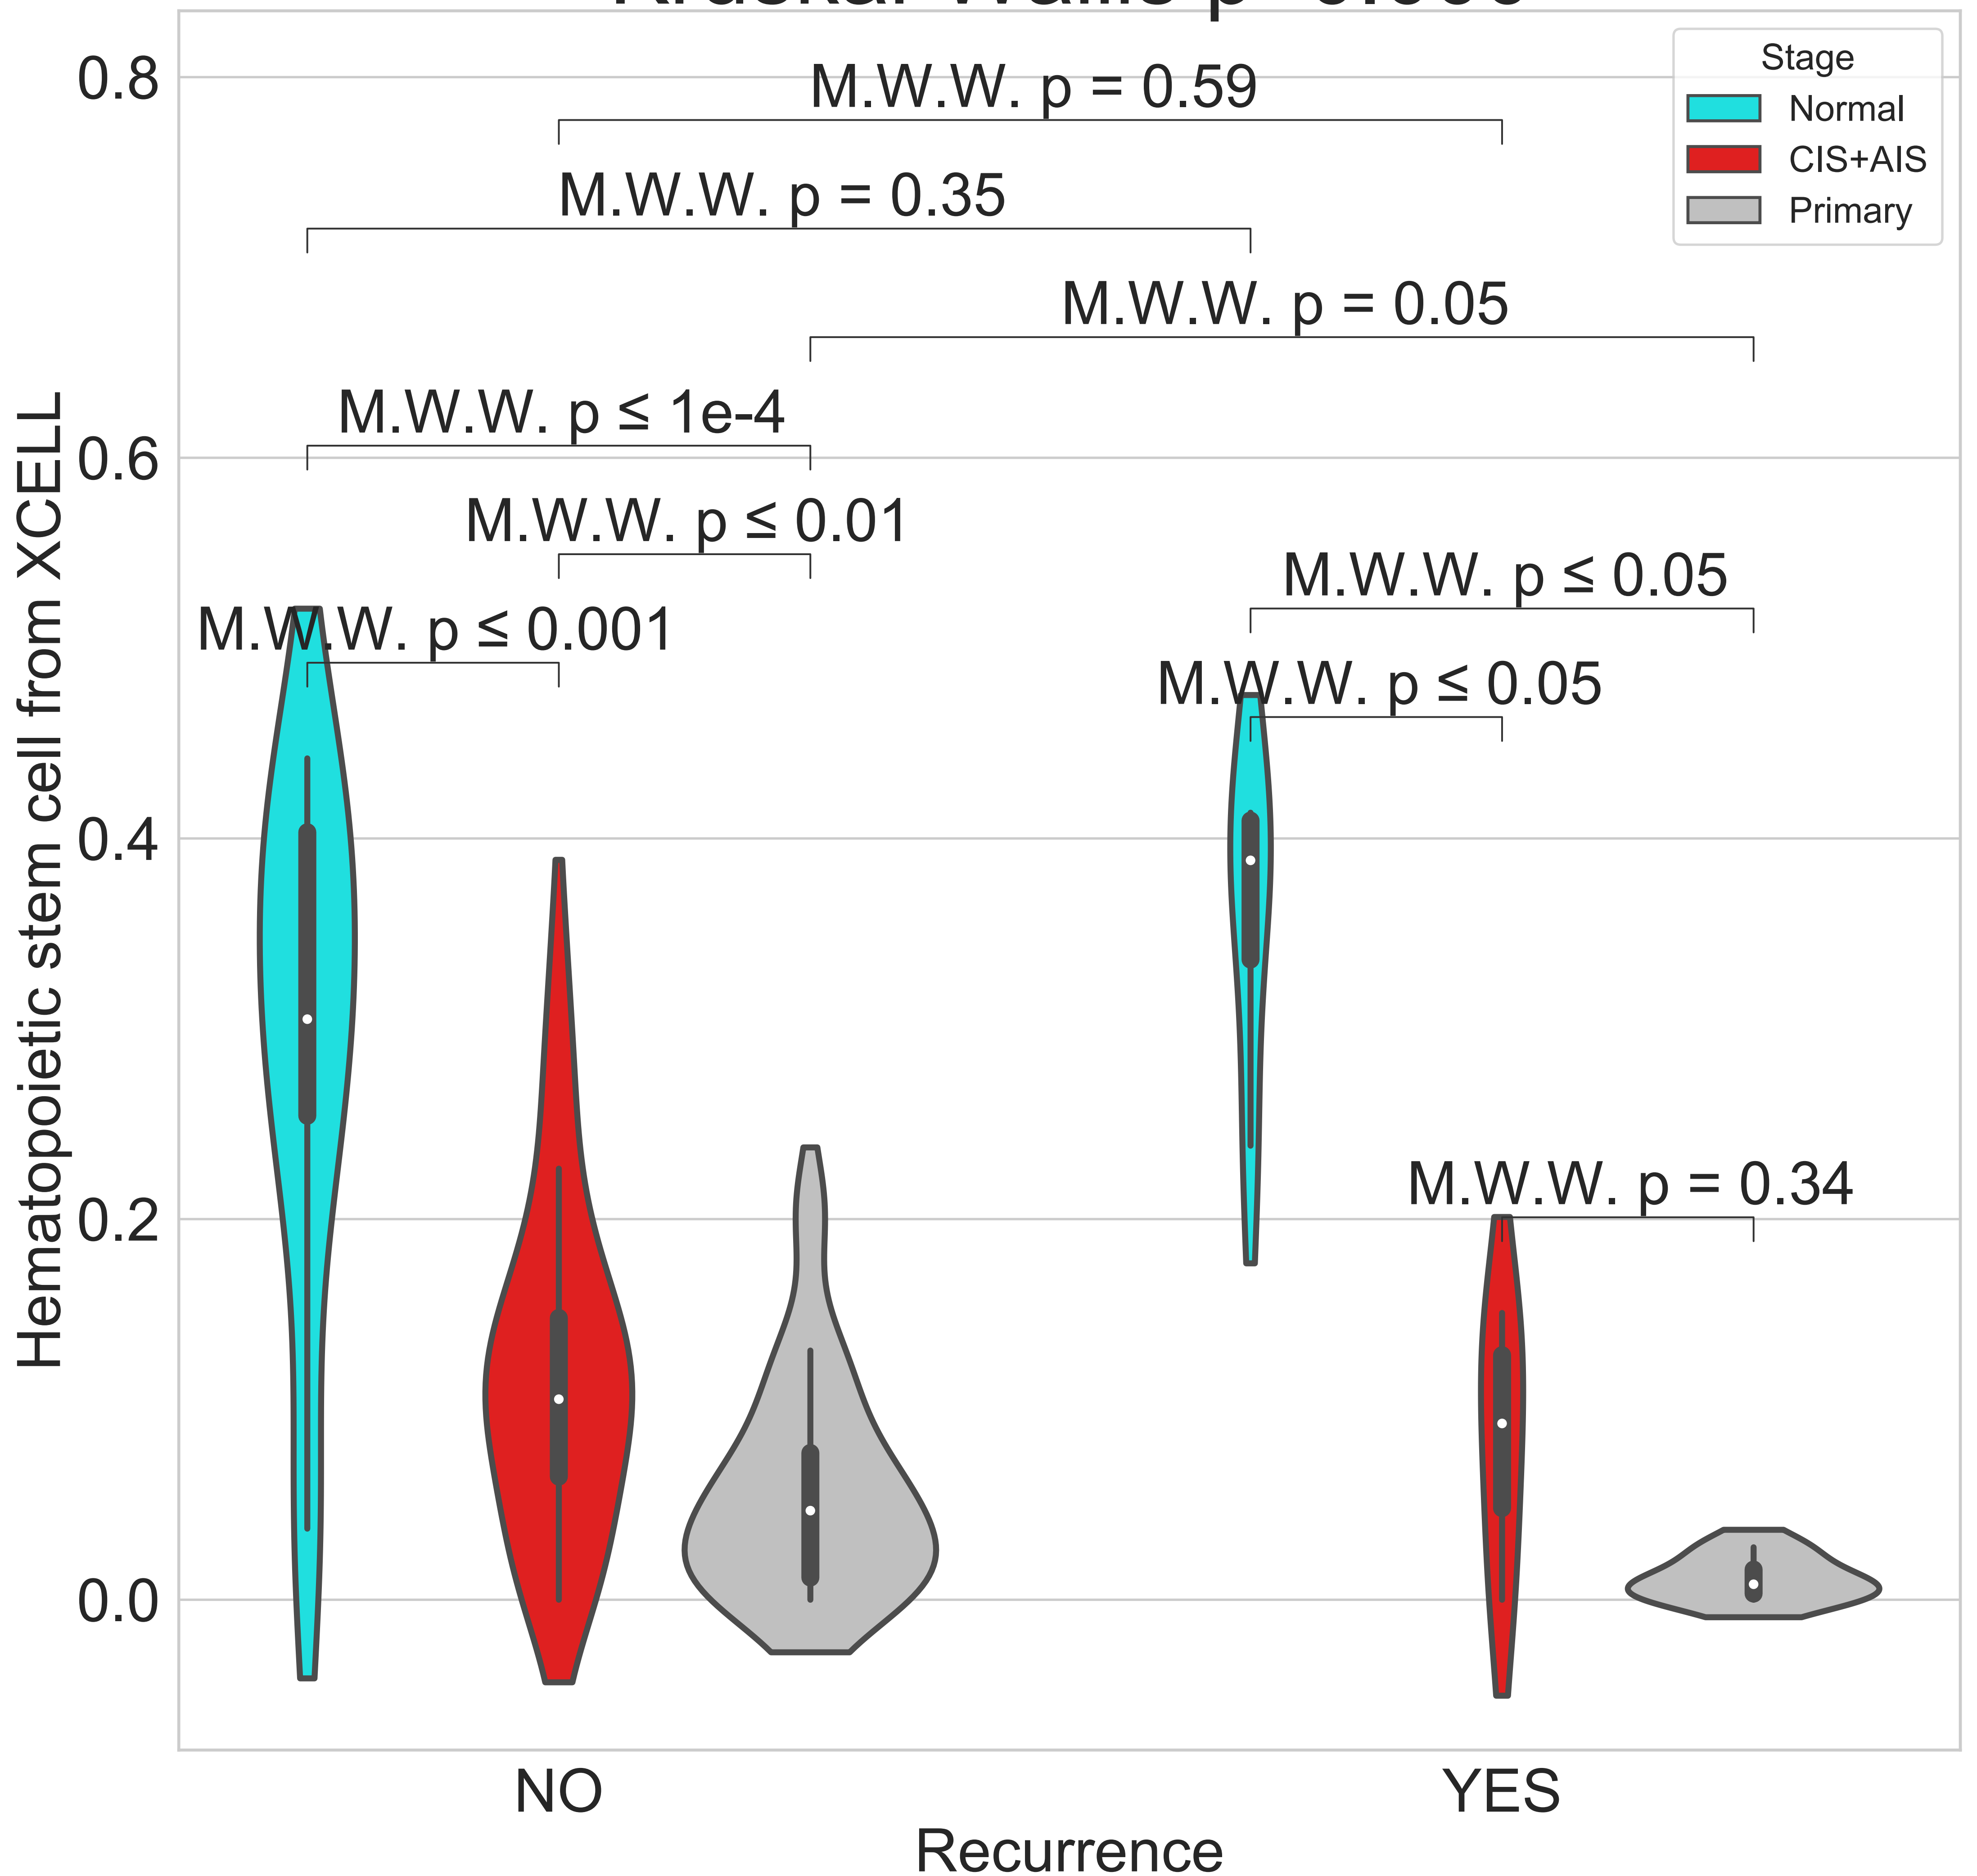 Stage
Normal
CIS+AIS
Primary
M.W.W. p = 0.59
M.W.W. p = 0.35
M.W.W. p = 0.05
M.W.W. p ≤ 1e-4
M.W.W. p ≤ 0.01
M.W.W. p ≤ 0.001
M.W.W. p ≤ 0.05
M.W.W. p ≤ 0.05
M.W.W. p = 0.34
0.8
0.6
0.4
0.2
0.0
Hematopoietic stem cell from XCELL
NO
YES
Recurrence